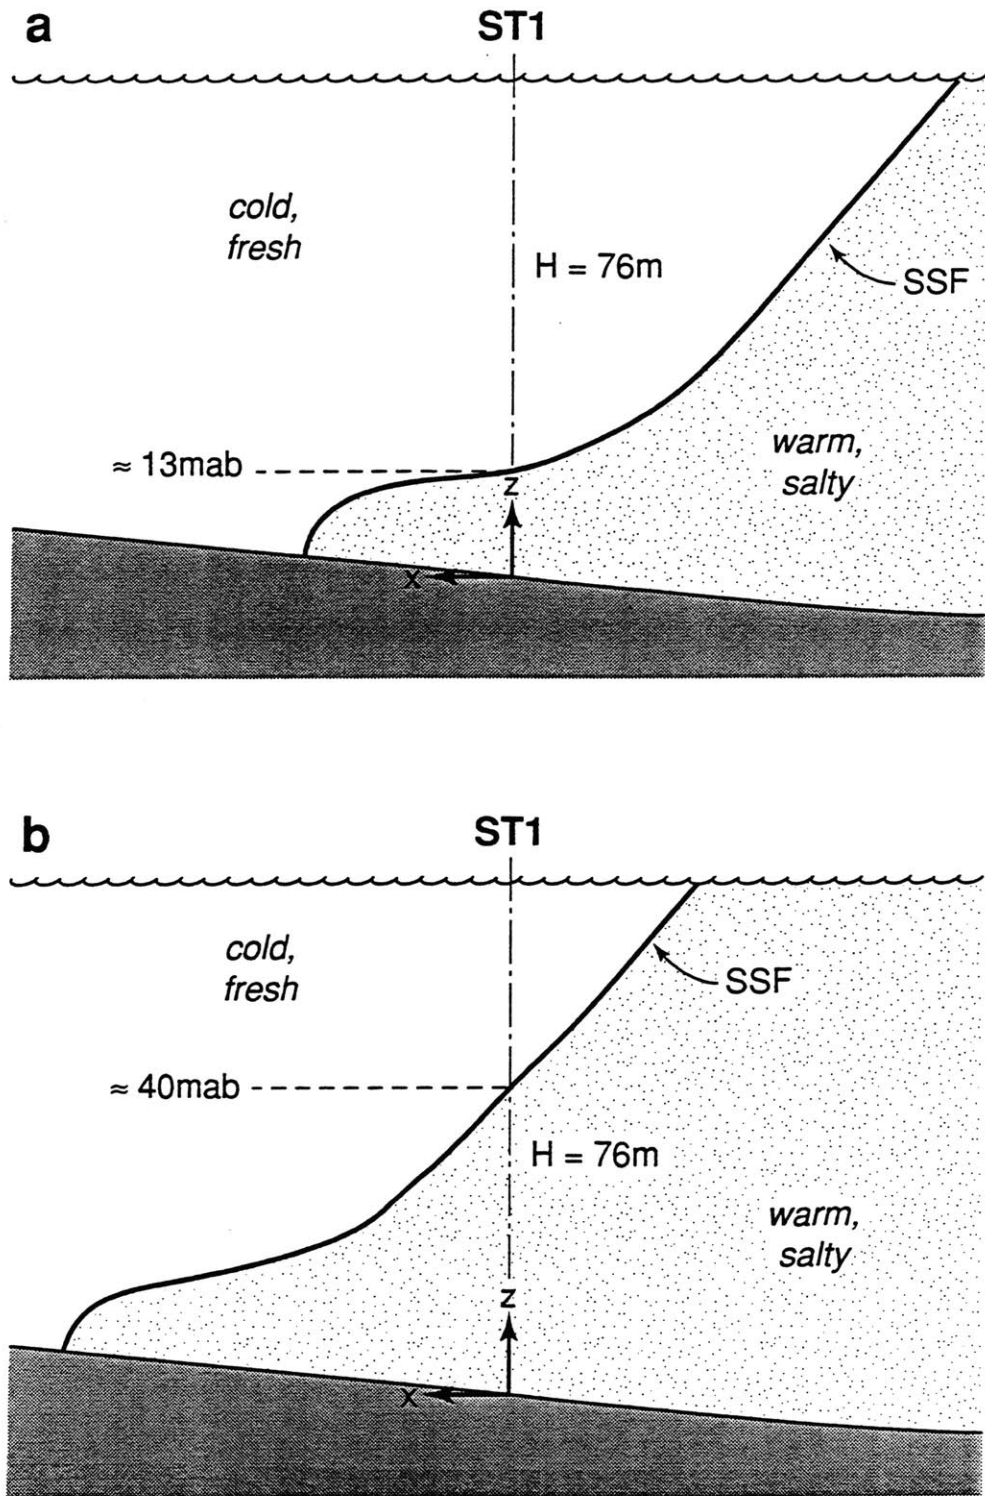 a
ST1
cold,
fresh
H = 76m
SSF
≈ 13mab
warm,
salty
z
x
b
ST1
cold,
fresh
SSF
≈ 40mab
H = 76m
warm,
salty
z
x